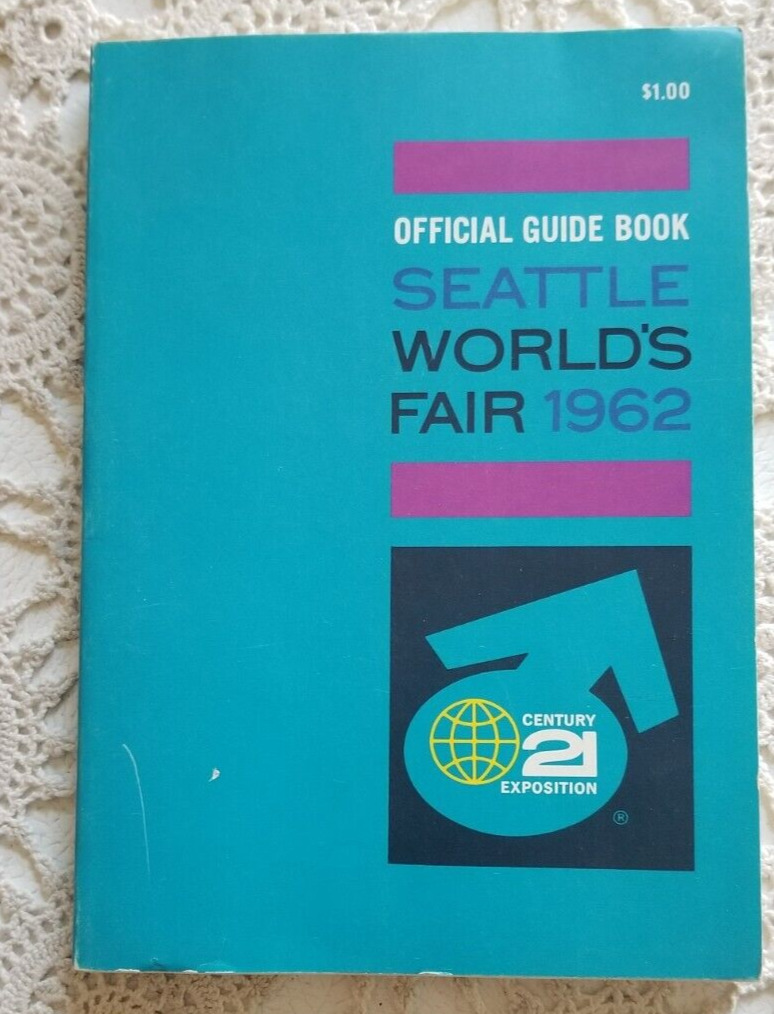 $1.00
OFFICIAL GUIDE BOOK
SEATTLE
WORLD'S
FAIR 1962
CENTURY
21
EXPOSITION
®